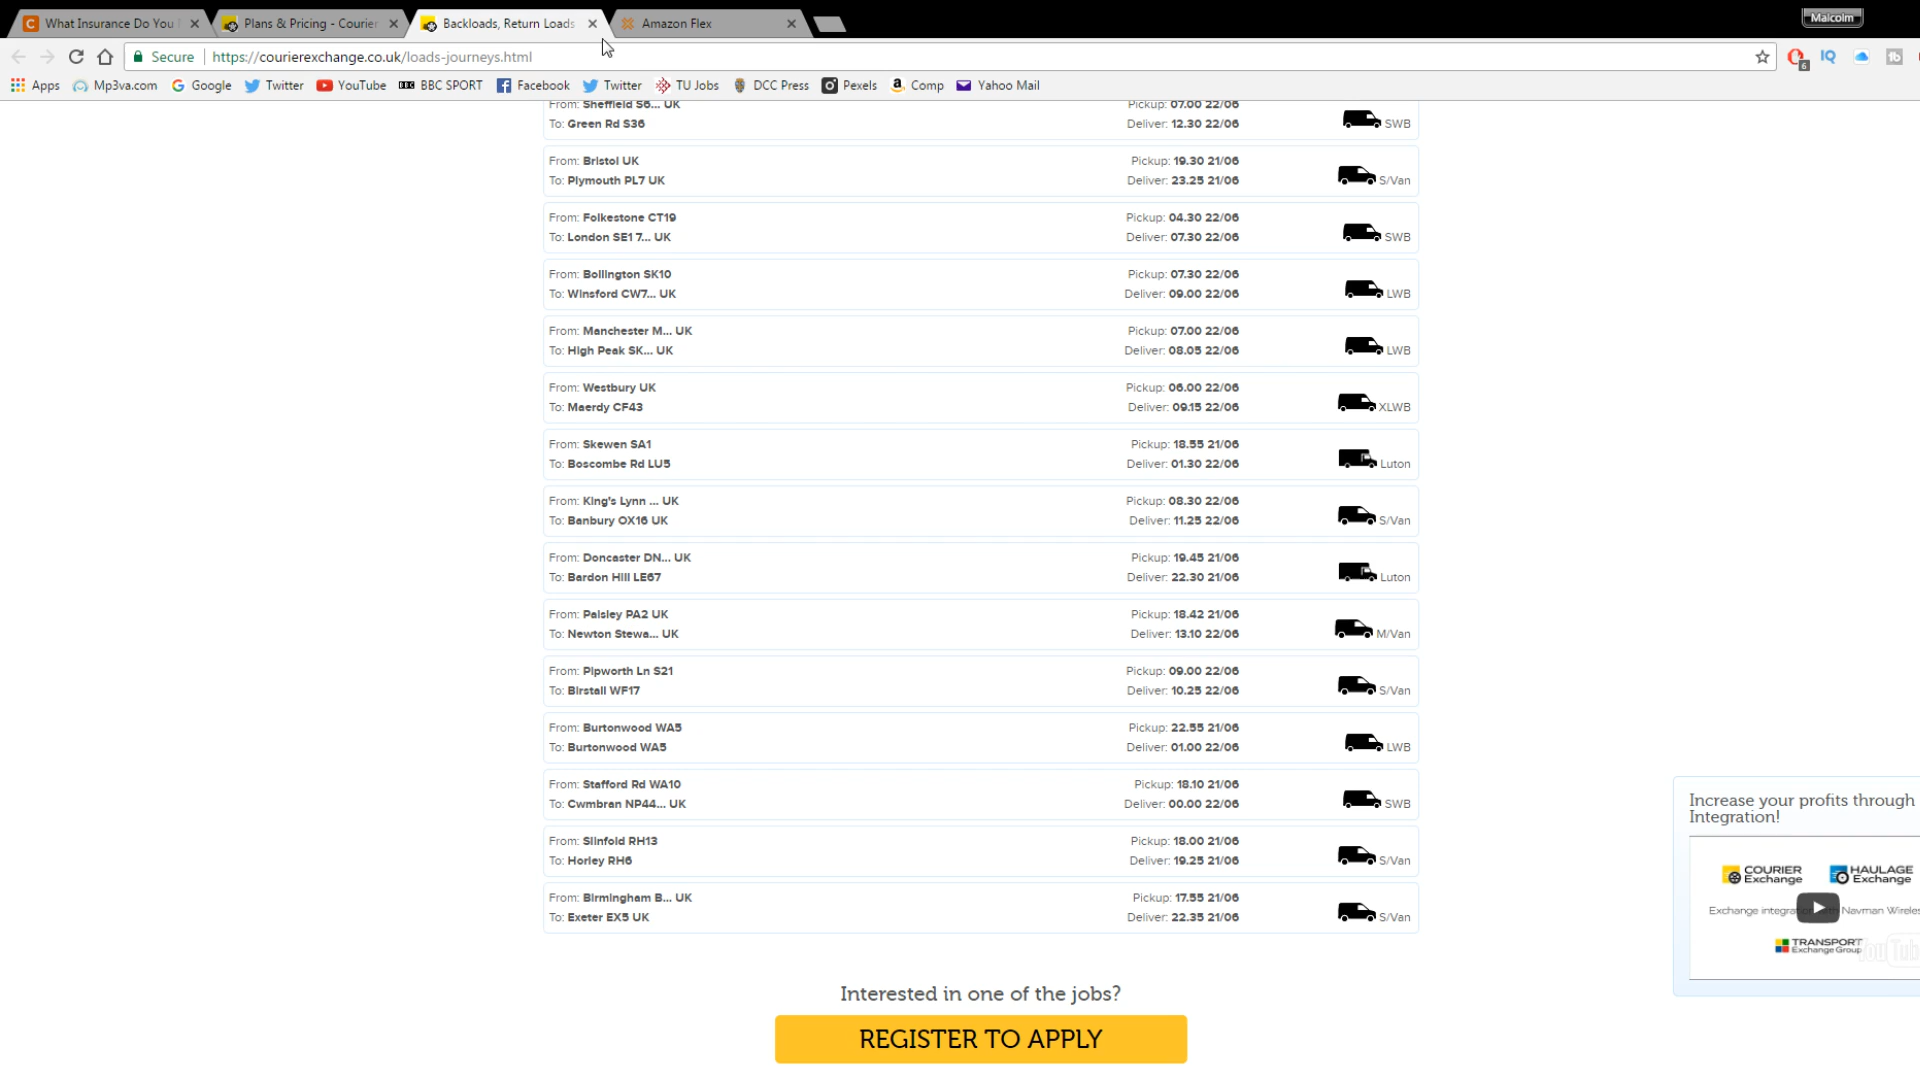 What Insurance Do You
Plans & Pricing - Courier
Backloads, Return Loads
Amazon Flex
Malcolm
Secure
https://courierexchange.co.uk/loads-journeys.html
6
Apps
Mp3va.com
Google
Twitter
YouTube
BBC SPORT
Facebook
Twitter
TU Jobs
DCC Press
Pexels
Comp
Yahoo Mail
From: Sheffield S6... UK
Pickup: 07.00 22/06
To: Green Rd S36
Deliver: 12.30 22/06
SWB
From: Bristol UK
Pickup: 19.30 21/06
To: Plymouth PL7 UK
Deliver: 23.25 21/06
S/Van
From: Folkestone CT19
Pickup: 04.30 22/06
To: London SE1 7... UK
Deliver: 07.30 22/06
SWB
From: Bollington SK10
Pickup: 07.30 22/06
To: Winsford CW7... UK
Deliver: 09.00 22/06
LWB
From: Manchester M... UK
Pickup: 07.00 22/06
To: High Peak SK... UK
Deliver: 08.05 22/06
LWB
From: Westbury UK
Pickup: 06.00 22/06
To: Maerdy CF43
Deliver: 09.15 22/06
XLWB
From: Skewen SA1
Pickup: 18.55 21/06
To: Boscombe Rd LU5
Deliver: 01.30 22/06
Luton
From: King's Lynn ... UK
Pickup: 08.30 22/06
To: Banbury OX16 UK
Deliver: 11.25 22/06
S/Van
From: Doncaster DN... UK
Pickup: 19.45 21/06
To: Bardon Hill LE67
Deliver: 22.30 21/06
Luton
From: Paisley PA2 UK
Pickup: 18.42 21/06
To: Newton Stewa... UK
Deliver: 13.10 22/06
M/Van
From: Pipworth Ln S21
Pickup: 09.00 22/06
To: Birstall WF17
Deliver: 10.25 22/06
S/Van
From: Burtonwood WA5
Pickup: 22.55 21/06
To: Burtonwood WA5
Deliver: 01.00 22/06
LWB
From: Stafford Rd WA10
Pickup: 18.10 21/06
To: Cwmbran NP44... UK
Deliver: 00.00 22/06
SWB
From: Slinfold RH13
Pickup: 18.00 21/06
To: Horley RH6
Deliver: 19.25 21/06
S/Van
From: Birmingham B... UK
Pickup: 17.55 21/06
To: Exeter EX5 UK
Deliver: 22.35 21/06
S/Van
Increase your profits through
Integration!
COURIER
Exchange
HAULAGE
Exchange
Exchange integra Navman Wireles
TRANSPORT
Exchange Group
Interested in one of the jobs?
REGISTER TO APPLY